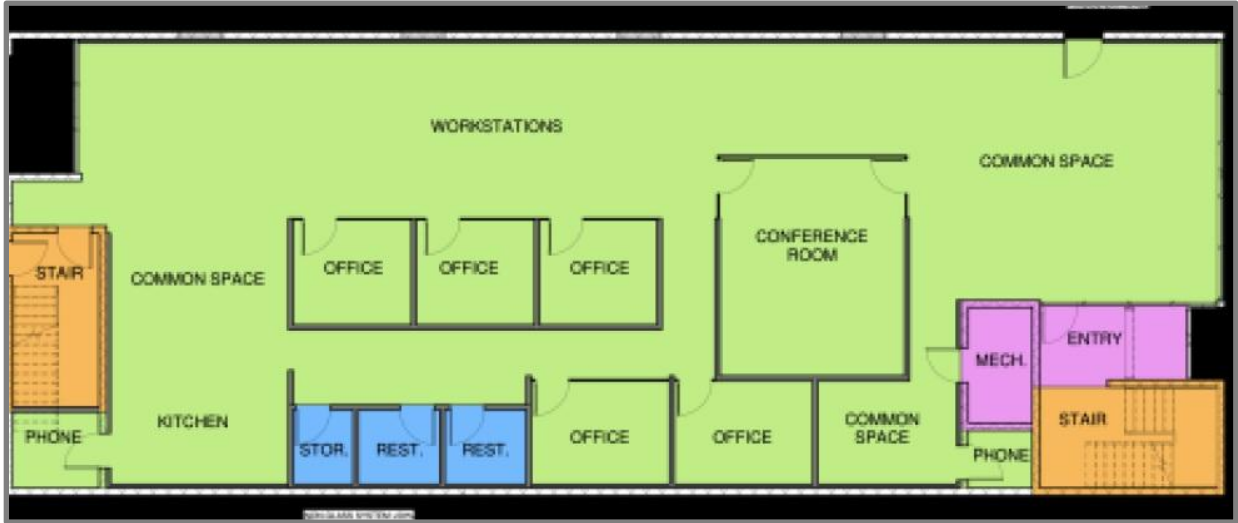 WORKSTATIONS
COMMON SPACE
CONFERENCE
ROOM
OFFICE
OFFICE
OFFICE
STAIR
COMMON SPACE
ENTRY
MECH.
KITCHEN
PHONE
STOR.
REST.
REST.
OFFICE
OFFICE
COMMON
SPACE
STAIR
PHONE